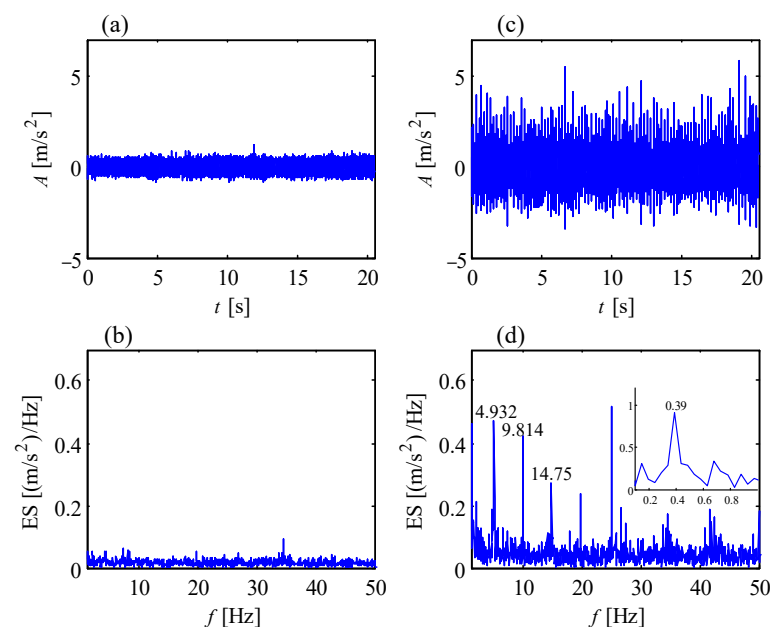 (a)
5
0
−5
A [m/s²]
0 5 10 15 20
t [s]
(c)
5
0
−5
A [m/s²]
0 5 10 15 20
t [s]
(b)
0.6
0.4
0.2
0
ES [(m/s²)/Hz]
10 20 30 40 50
f [Hz]
(d)
0.6
0.4
0.2
0
ES [(m/s²)/Hz]
4.932
9.814
14.75
1
0.5
0
0.39
0.2 0.4 0.6 0.8
10 20 30 40 50
f [Hz]